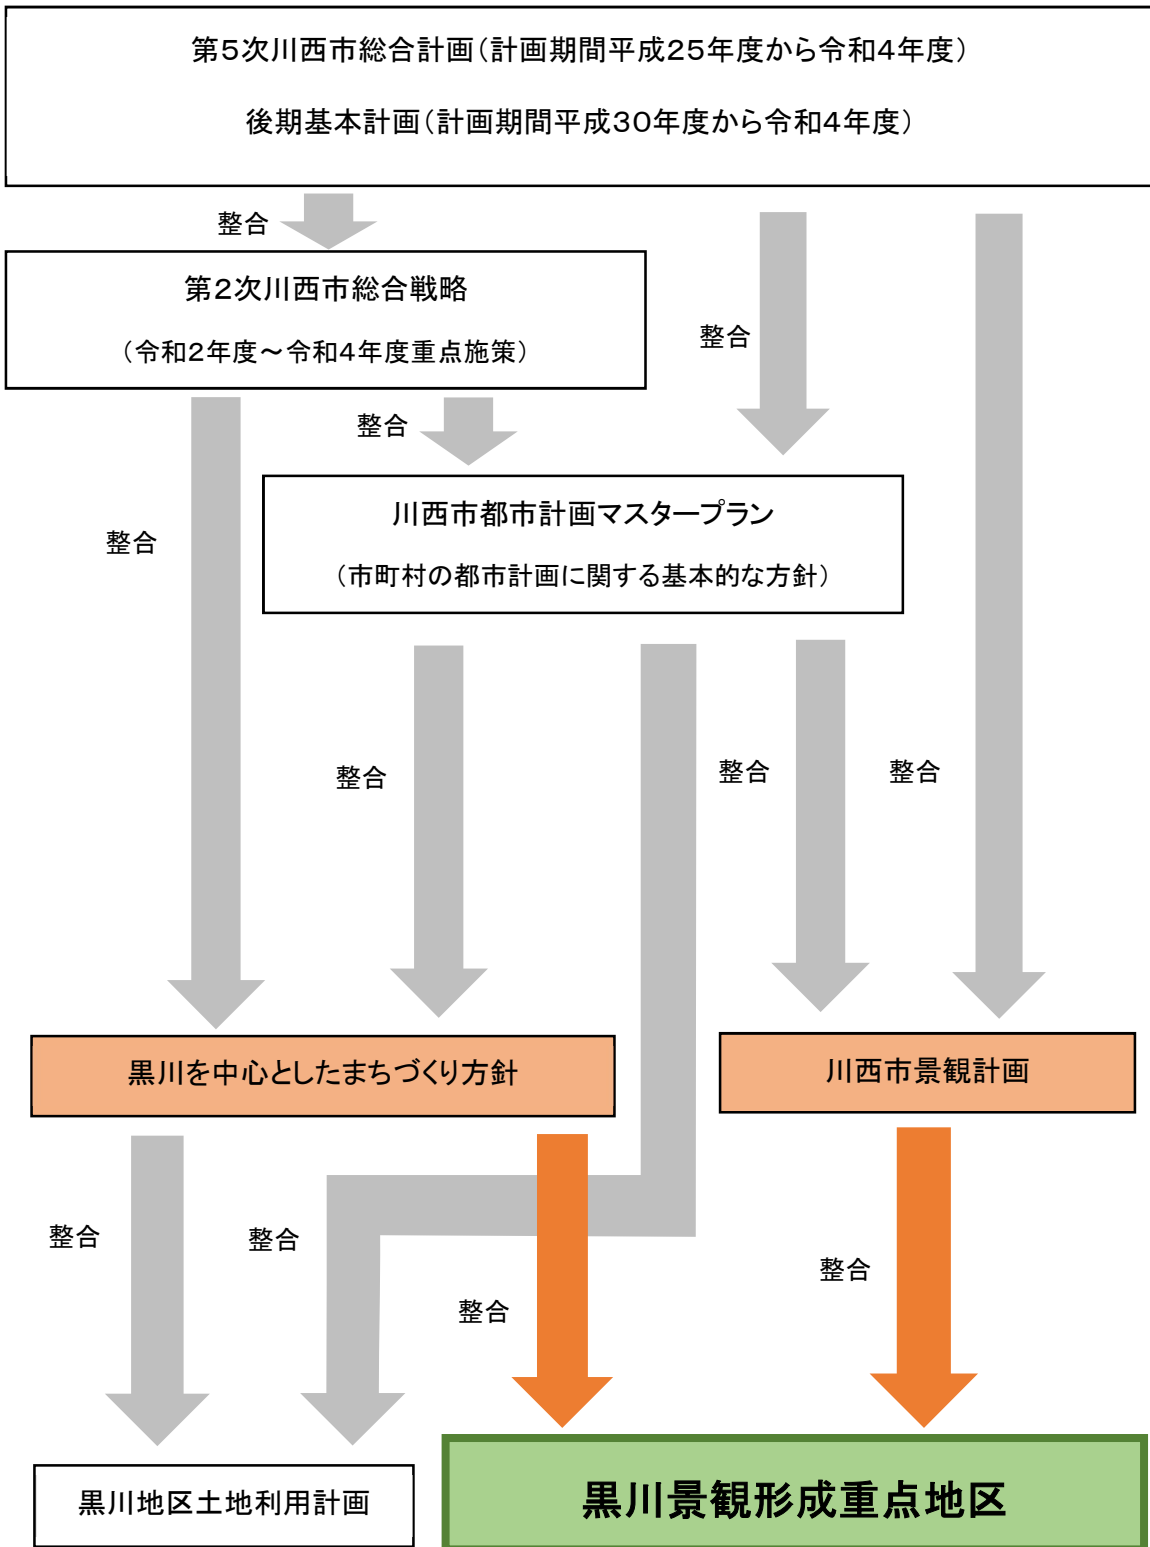 第5次川西市総合計画(計画期間平成25年度から令和4年度)
後期基本計画(計画期間平成30年度から令和4年度)
整合
第2次川西市総合戦略
(令和2年度~令和4年度重点施策)
整合
整合
整合
川西市都市計画マスタープラン
(市町村の都市計画に関する基本的な方針)
整合
整合
整合
黒川を中心としたまちづくり方針
川西市景観計画
整合
整合
整合
整合
黒川地区土地利用計画
黒川景観形成重点地区